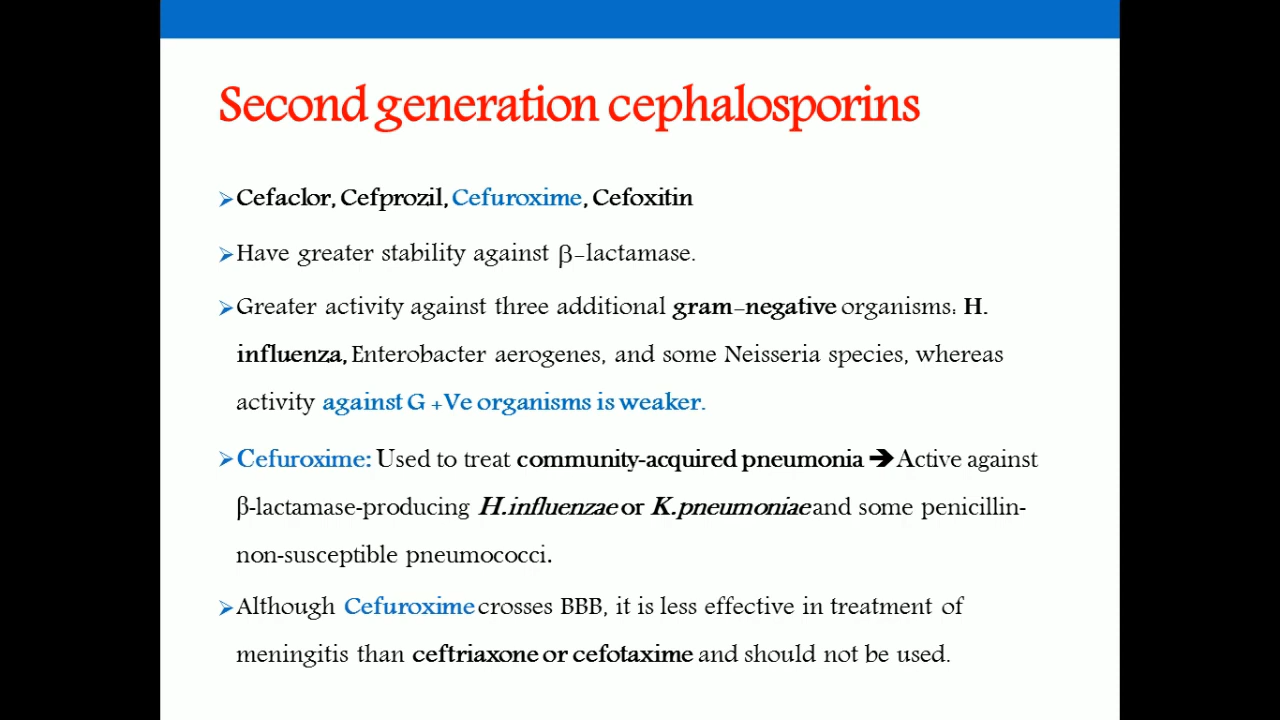 Second generation cephalosporins
➢Cefaclor, Cefprozil, Cefuroxime, Cefoxitin
➢Have greater stability against β-lactamase.
➢Greater activity against three additional gram-negative organisms: H.
influenza, Enterobacter aerogenes, and some Neisseria species, whereas
activity against G +Ve organisms is weaker.
➢Cefuroxime: Used to treat community-acquired pneumonia ➔ Active against
β-lactamase-producing H.influenzae or K.pneumoniae and some penicillin-
non-susceptible pneumococci.
➢Although Cefuroxime crosses BBB, it is less effective in treatment of
meningitis than ceftriaxone or cefotaxime and should not be used.